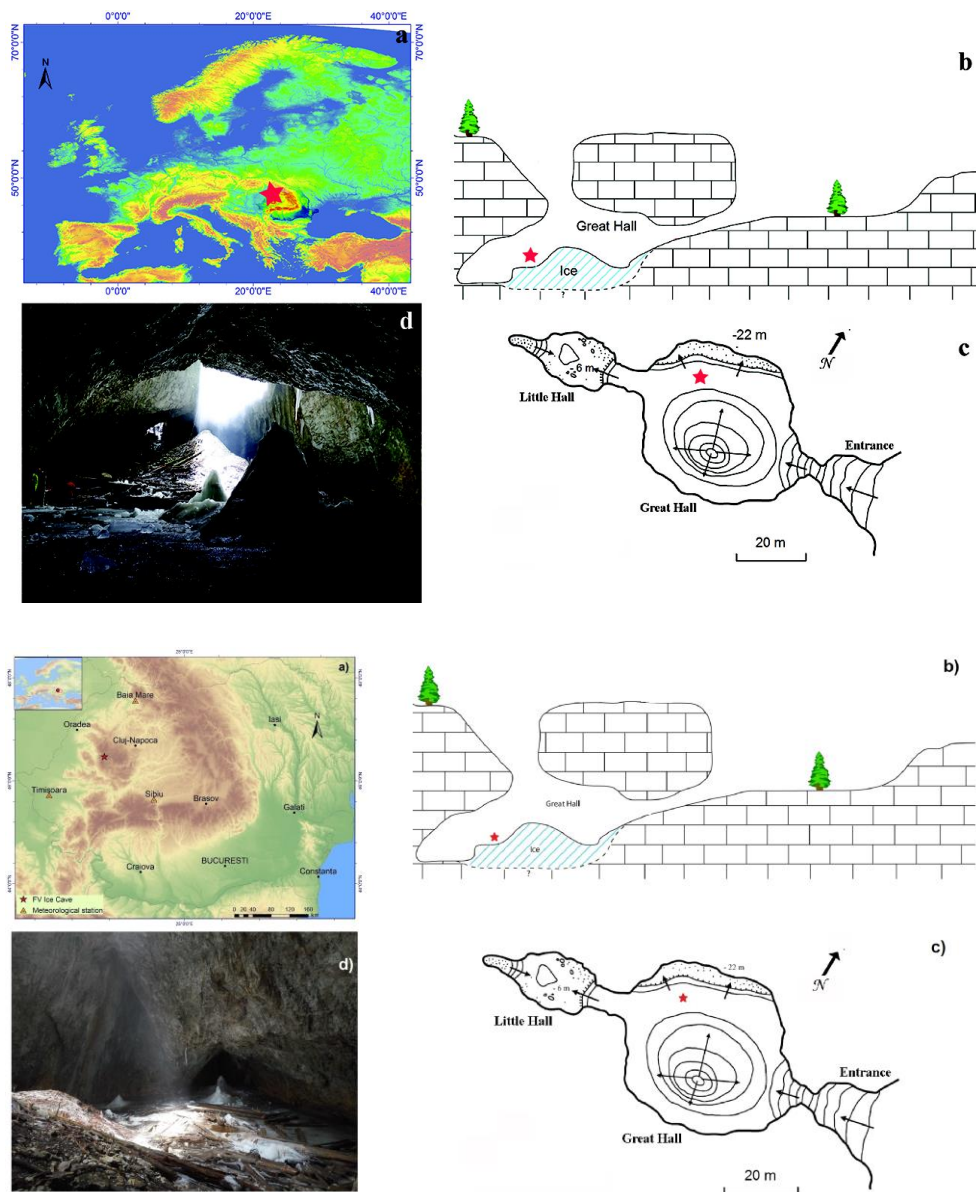 0°0'0"
20°0'0"E
40°0'0"E
a
N
70°0'0"N
70°0'0"N
50°0'0"N
50°0'0"N
0°0'0"
20°0'0"E
40°0'0"E
b
Great Hall
Ice
?
d
c
-22 m
N
- 6 m
Little Hall
Entrance
Great Hall
20 m
a)
Baia Mare
Iasi
N
Oradea
Cluj-Napoca
Timişoara
Sibiu
Brasov
Galati
Craiova
BUCURESTI
Constanta
FV Ice Cave
Meteorological station
b)
Great Hall
Ice
?
d)
c)
- 22 m
N
- 6 m
Little Hall
Entrance
Great Hall
20 m